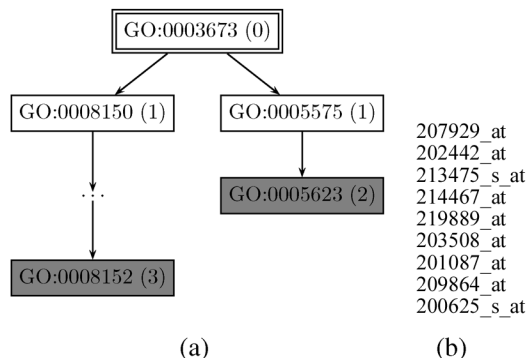 GO:0003673 (0)
GO:0008150 (1)
GO:0005575 (1)
...
GO:0005623 (2)
GO:0008152 (3)
(a)
207929_at
202442_at
213475_s_at
214467_at
219889_at
203508_at
201087_at
209864_at
200625_s_at
(b)